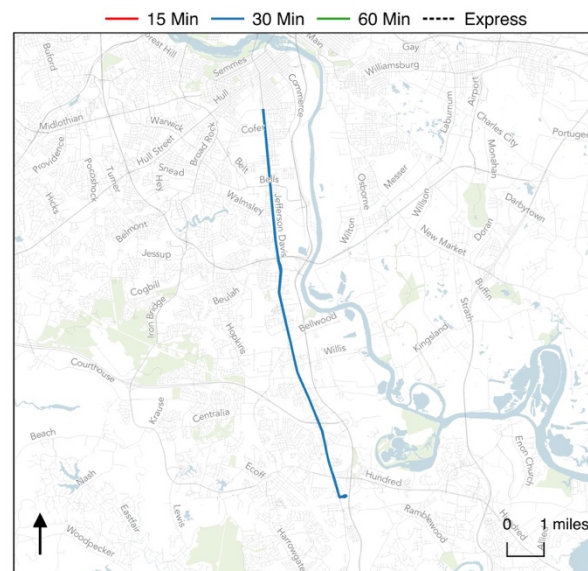 15 Min 30 Min 60 Min Express
Buford
Forest Hill
Semmes
Main
Gay
Williamsburg
Hull
Commerce
Laburnum
Airport
Midlothian
Warwick
Cofer
Charles City
Portugee
Providence
Pocoshock
Turner
Hull Street
Snead
Broad Rock
Hey
Belt
Bells
Messer
Monahan
Hicks
Walmsley
Jefferson Davis
Osborne
Willson
Darbytown
Belmont
Wilton
Doran
New Market
Jessup
Cogbill
Iron Bridge
Beulah
Buffin
Strath
Hopkins
Bellwood
Kingsland
Willis
Courthouse
Krause
Centralia
Beach
Nash
Ecoff
Hundred
Enon Church
Eastfair
Lewis
Woodpecker
Harrowgate
Ramblewood
Hundred
Allied
0 1 miles